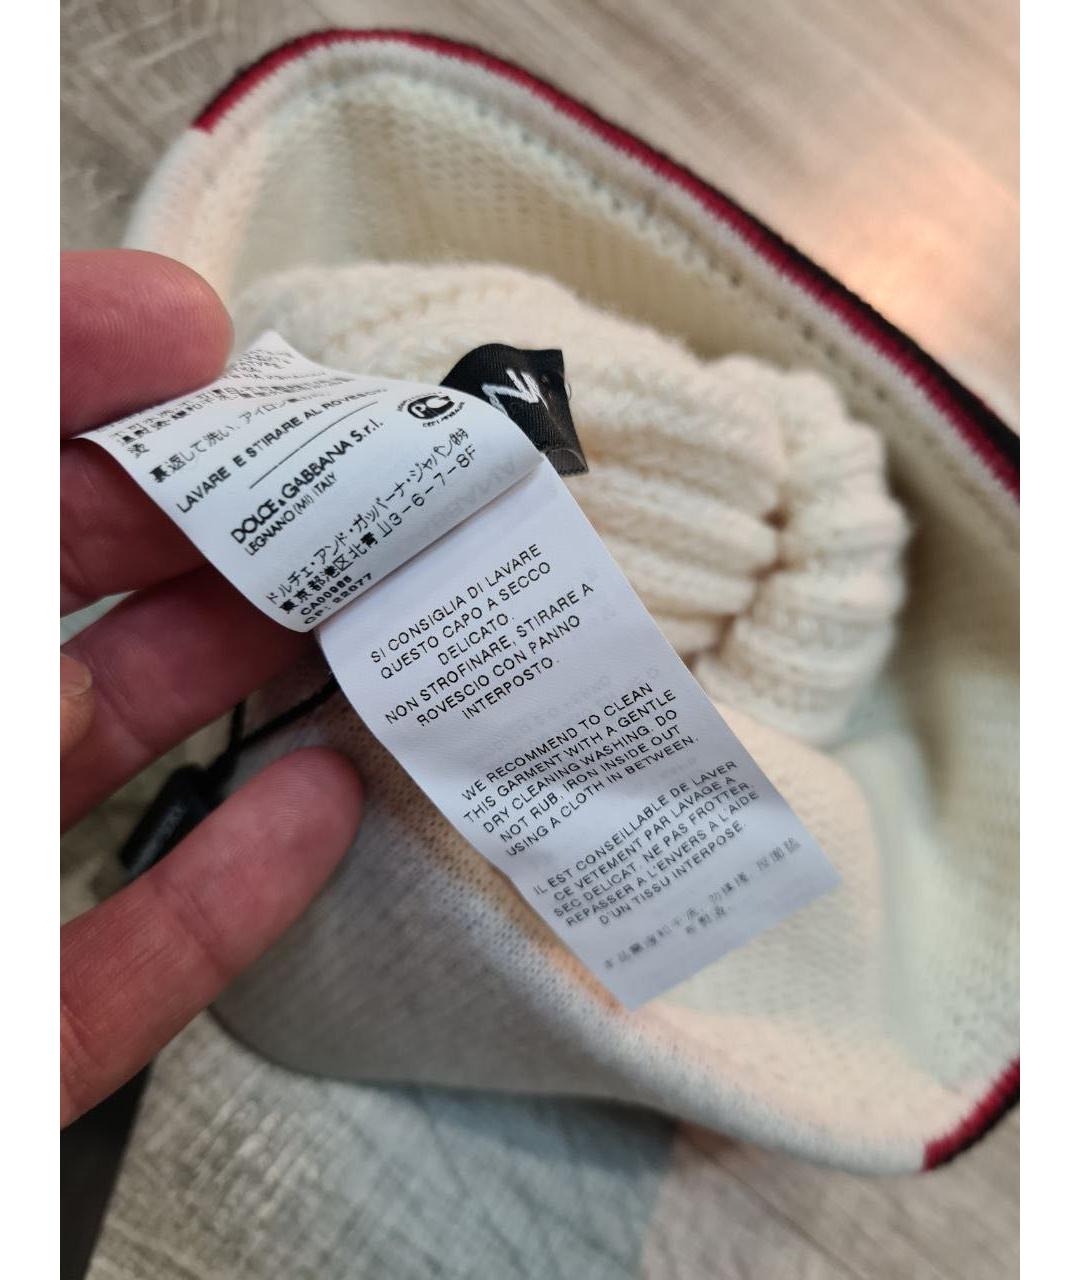 液
裏返して洗い、アイロン
LAVARE E STIRARE AL ROVESCIO
DOLCE & GABBANA S.r.l.
LEGNANO (MI) ITALY
ドルチェ・アンド・ガッバーナ・ジャパン㈱
東京都港区北青山3-6-7-8F
CA00886
CP: 22077
PG
SI CONSIGLIA DI LAVARE
QUESTO CAPO A SECCO
DELICATO.
NON STROFINARE, STIRARE A
ROVESCIO CON PANNO
INTERPOSTO.
WE RECOMMEND TO CLEAN
THIS GARMENT WITH A GENTLE
DRY CLEANING WASHING. DO
NOT RUB. IRON INSIDE OUT
USING A CLOTH IN BETWEEN.
IL EST CONSEILLABLE DE LAVER
CE VETEMENT PAR LAVAGE A
SEC DELICAT. NE PAS FROTTER.
REPASSER A L'ENVERS A L'AIDE
D'UN TISSU INTERPOSE.